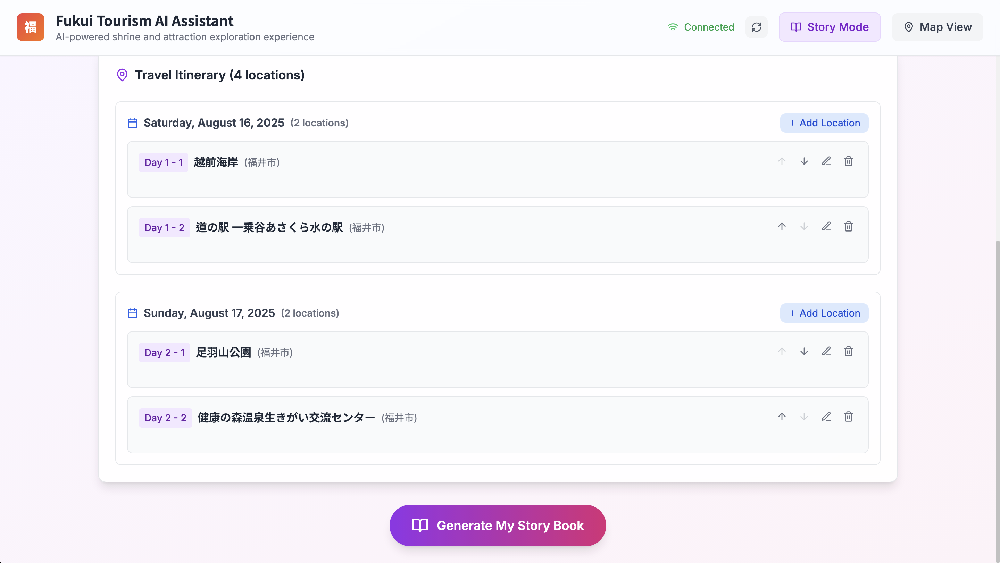 福
Fukui Tourism AI Assistant
AI-powered shrine and attraction exploration experience
Connected
Story Mode
Map View
Travel Itinerary (4 locations)
Saturday, August 16, 2025 (2 locations)
+ Add Location
Day 1 - 1 越前海岸 (福井市)
Day 1 - 2 道の駅 一乗谷あさくら水の駅 (福井市)
Sunday, August 17, 2025 (2 locations)
+ Add Location
Day 2 - 1 足羽山公園 (福井市)
Day 2 - 2 健康の森温泉生きがい交流センター (福井市)
Generate My Story Book